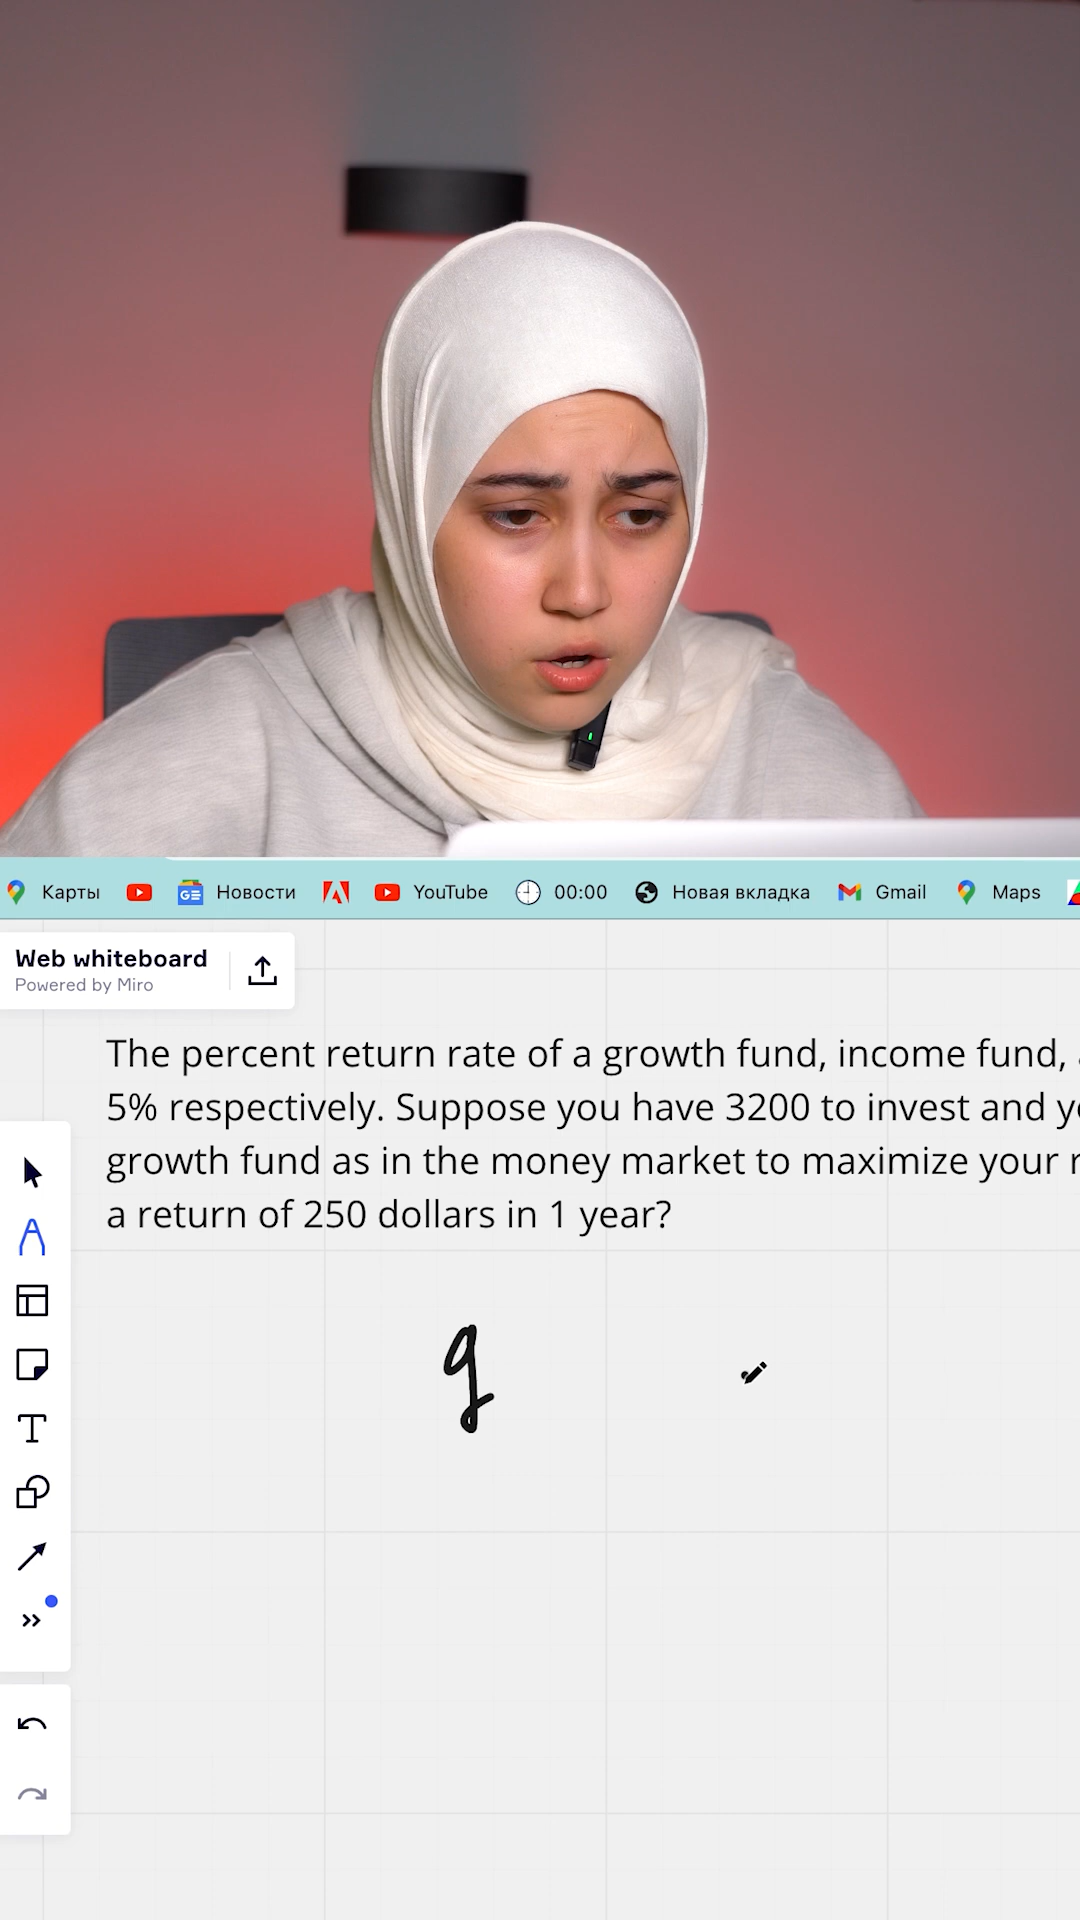 Карты Новости YouTube 00:00 Новая вкладка Gmail Maps
Web whiteboard
Powered by Miro
The percent return rate of a growth fund, income fund,
5% respectively. Suppose you have 3200 to invest and
growth fund as in the money market to maximize your
a return of 250 dollars in 1 year?
g